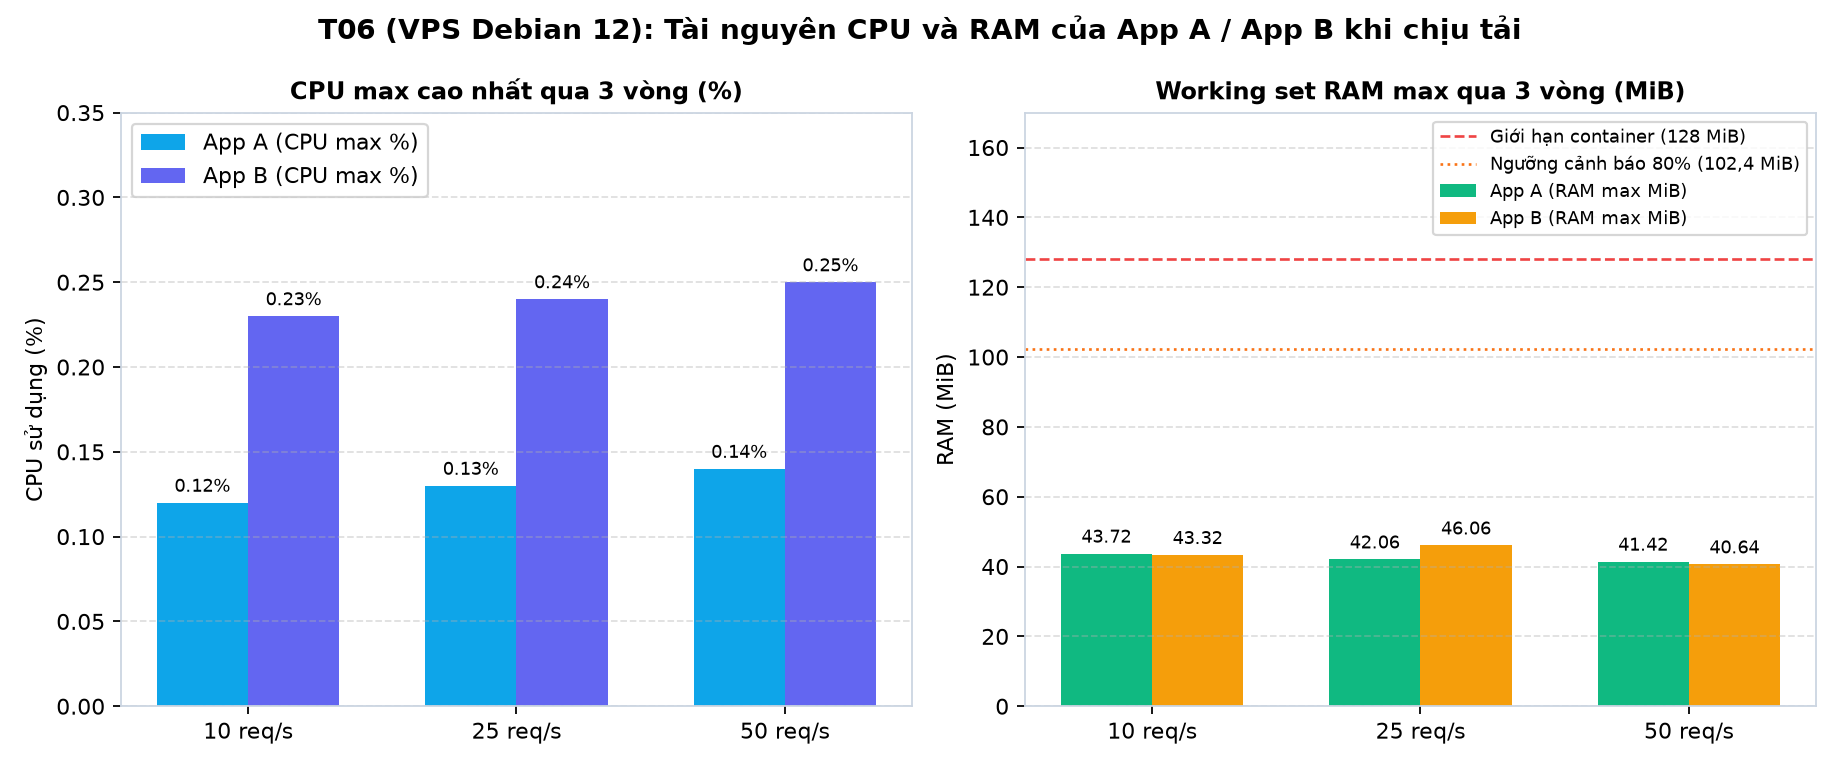 T06 (VPS Debian 12): Tài nguyên CPU và RAM của App A / App B khi chịu tải
CPU max cao nhất qua 3 vòng (%)
App A (CPU max %)
App B (CPU max %)
CPU sử dụng (%)
0.35
0.30
0.25
0.20
0.15
0.10
0.05
0.00
0.12%
0.23%
0.13%
0.24%
0.14%
0.25%
10 req/s
25 req/s
50 req/s
Working set RAM max qua 3 vòng (MiB)
Giới hạn container (128 MiB)
Ngưỡng cảnh báo 80% (102,4 MiB)
App A (RAM max MiB)
App B (RAM max MiB)
RAM (MiB)
160
140
120
100
80
60
40
20
0
43.72
43.32
42.06
46.06
41.42
40.64
10 req/s
25 req/s
50 req/s